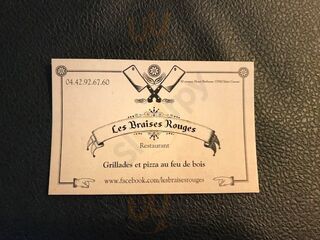 04.42.92.67.60
Les Braises Rouges
Restaurant
Grillades et pizza au feu de bois
www.facebook.com/lesbraisesrouges